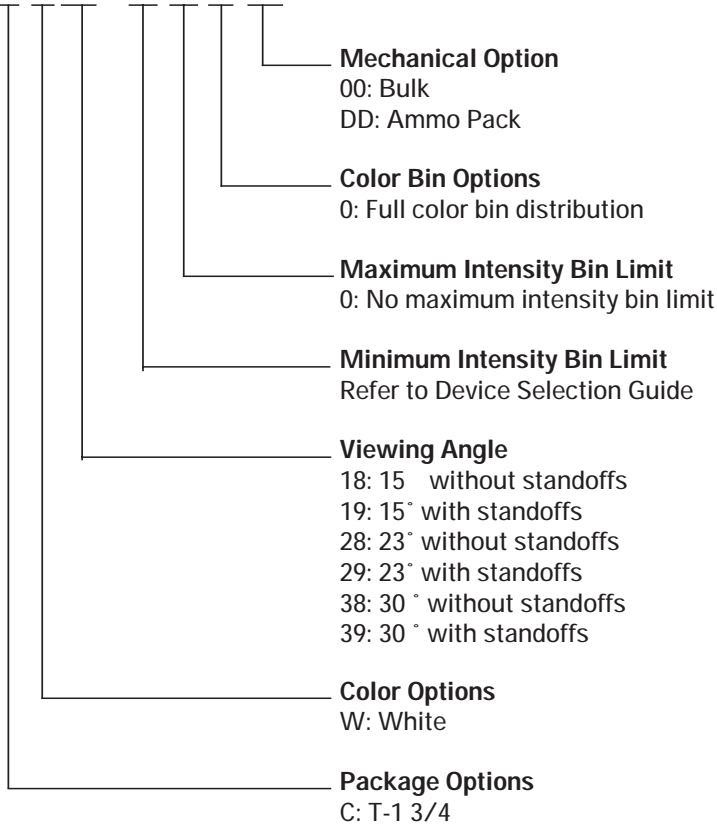 Mechanical Option
00: Bulk
DD: Ammo Pack
Color Bin Options
0: Full color bin distribution
Maximum Intensity Bin Limit
0: No maximum intensity bin limit
Minimum Intensity Bin Limit
Refer to Device Selection Guide
Viewing Angle
18: 15 without standoffs
19: 15˚ with standoffs
28: 23˚ without standoffs
29: 23˚ with standoffs
38: 30 ˚ without standoffs
39: 30 ˚ with standoffs
Color Options
W: White
Package Options
C: T-1 3/4